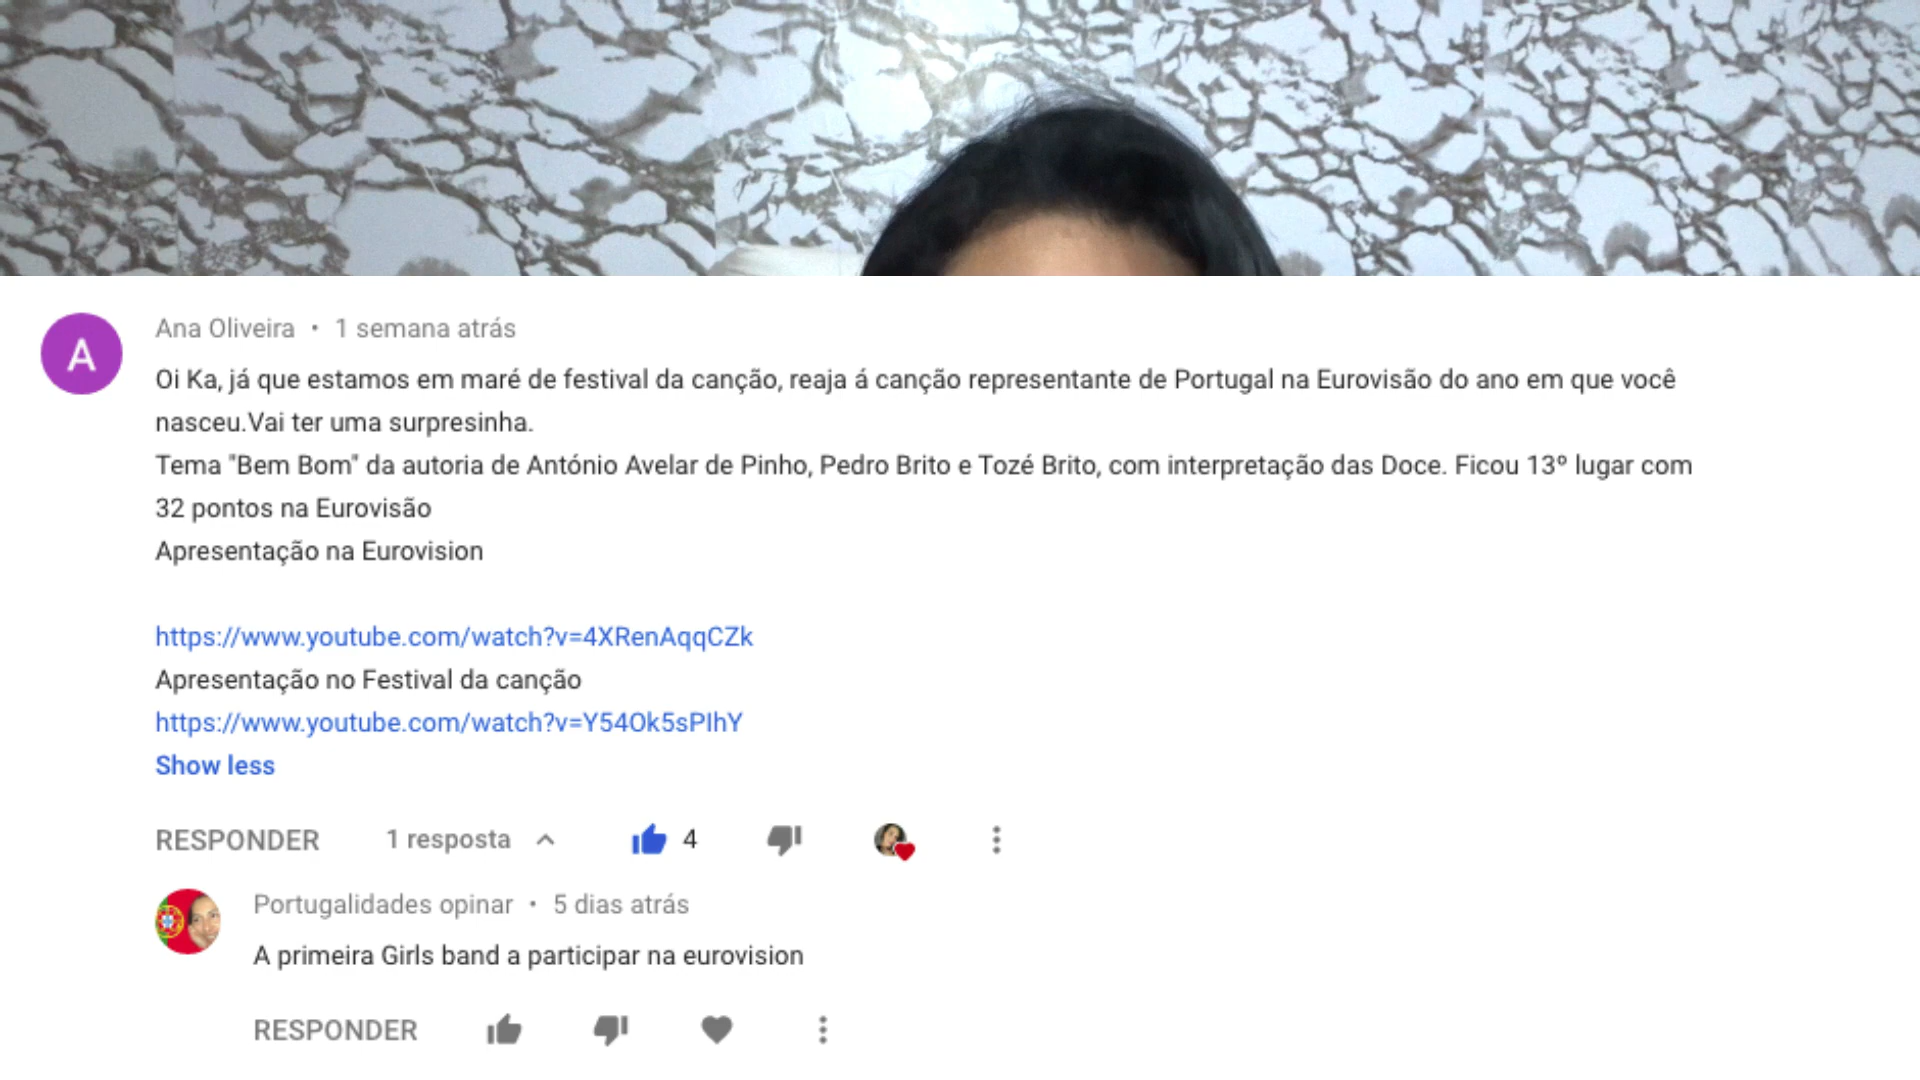 A
Ana Oliveira • 1 semana atrás
Oi Ka, já que estamos em maré de festival da canção, reaja á canção representante de Portugal na Eurovisão do ano em que você
nasceu.Vai ter uma surpresinha.
Tema "Bem Bom" da autoria de António Avelar de Pinho, Pedro Brito e Tozé Brito, com interpretação das Doce. Ficou 13º lugar com
32 pontos na Eurovisão
Apresentação na Eurovision
https://www.youtube.com/watch?v=4XRenAqqCZk
Apresentação no Festival da canção
https://www.youtube.com/watch?v=Y54Ok5sPIhY
Show less
RESPONDER 1 resposta 4
Portugalidades opinar • 5 dias atrás
A primeira Girls band a participar na eurovision
RESPONDER